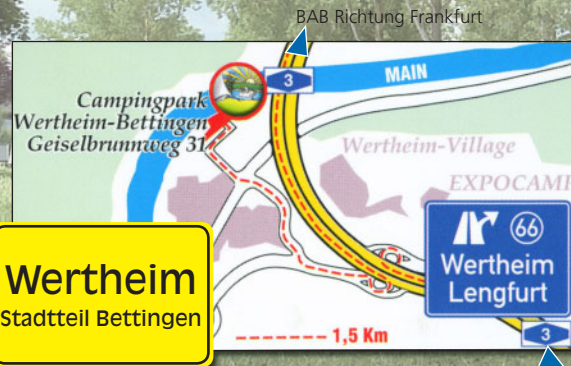 BAB Richtung Frankfurt
3
MAIN
Campingpark
Wertheim-Bettingen
Geiselbrunnweg 31
Wertheim-Village
EXPOCAMP
66
Wertheim
Lengfurt
Wertheim
Stadtteil Bettingen
1,5 Km
3